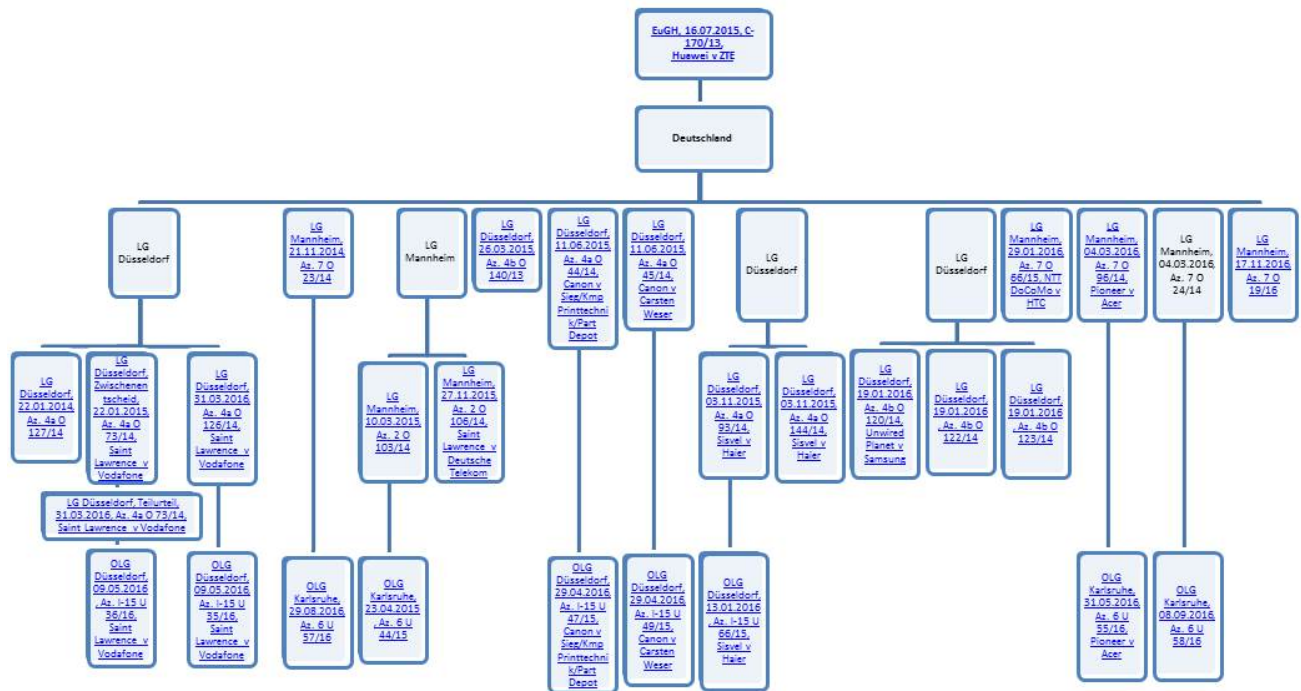 EuGH, 16.07.2015, C-
170/13,
Huawei v ZTE
Deutschland
LG
Düsseldorf
LG
Mannheim,
21.11.2014,
Az. 7 O
23/14
LG
Mannheim
LG
Düsseldorf,
26.03.2015,
Az. 4b O
140/13
LG
Düsseldorf,
11.06.2015,
Az. 4a O
44/14,
Canon v
Sieg/Kmp
Printtechni
k/Part
Depot
LG
Düsseldorf,
11.06.2015,
Az. 4a O
45/14,
Canon v
Carsten
Weser
LG
Düsseldorf
LG
Düsseldorf
LG
Mannheim,
29.01.2016,
Az. 7 O
66/15, NTT
DoCoMo v
HTC
LG
Mannheim,
04.03.2016,
Az. 7 O
96/14,
Pioneer v
Acer
LG
Mannheim,
04.03.2016,
Az. 7 O
24/14
LG
Mannheim,
17.11.2016,
Az. 7 O
19/16
LG
Düsseldorf,
22.01.2014,
Az. 4a O
127/14
LG
Düsseldorf,
Zwischenen
tscheid,
22.01.2015,
Az. 4a O
73/14,
Saint
Lawrence v
Vodafone
LG
Düsseldorf,
31.03.2016,
Az. 4a O
126/14,
Saint
Lawrence v
Vodafone
LG
Mannheim,
10.03.2015,
Az. 2 O
103/14
LG
Mannheim,
27.11.2015,
Az. 2 O
106/14,
Saint
Lawrence v
Deutsche
Telekom
LG
Düsseldorf,
03.11.2015,
Az. 4a O
93/14,
Sisvel v
Haier
LG
Düsseldorf,
03.11.2015,
Az. 4a O
144/14,
Sisvel v
Haier
LG
Düsseldorf,
19.01.2016,
Az. 4b O
120/14,
Unwired
Planet v
Samsung
LG
Düsseldorf,
19.01.2016
, Az. 4b O
122/14
LG
Düsseldorf,
19.01.2016
, Az. 4b O
123/14
LG Düsseldorf, Teilurteil,
31.03.2016, Az. 4a O 73/14,
Saint Lawrence v Vodafone
OLG
Düsseldorf,
09.05.2016
, Az. I-15 U
36/16,
Saint
Lawrence v
Vodafone
OLG
Düsseldorf,
09.05.2016
, Az. I-15 U
35/16,
Saint
Lawrence v
Vodafone
OLG
Karlsruhe,
29.08.2016,
Az. 6 U
57/16
OLG
Karlsruhe,
23.04.2015
, Az. 6 U
44/15
OLG
Düsseldorf,
29.04.2016,
Az. I-15 U
47/15,
Canon v
Sieg/Kmp
Printtechni
k/Part
Depot
OLG
Düsseldorf,
29.04.2016,
Az. I-15 U
49/15,
Canon v
Carsten
Weser
OLG
Düsseldorf,
13.01.2016
, Az. I-15 U
66/15,
Sisvel v
Haier
OLG
Karlsruhe,
31.05.2016,
Az. 6 U
55/16,
Pioneer v
Acer
OLG
Karlsruhe,
08.09.2016,
Az. 6 U
58/16